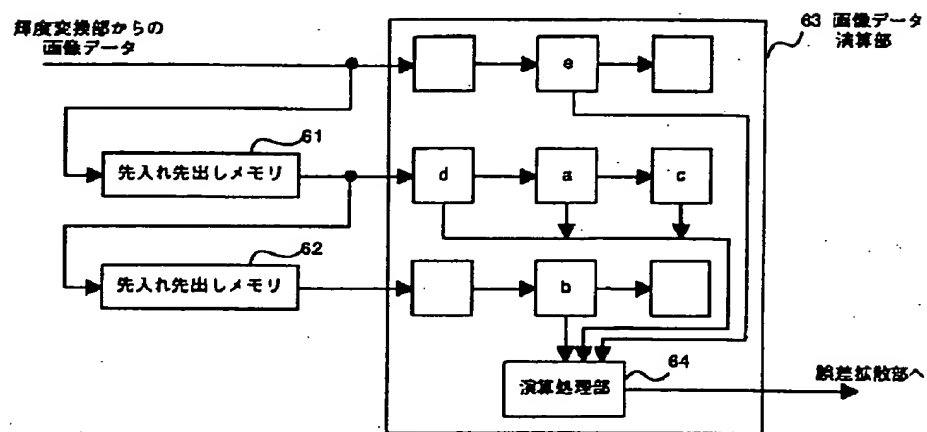 輝度変換部からの
画像データ
63 画像データ
演算部
e
61
先入れ先出しメモリ
d
a
c
62
先入れ先出しメモリ
b
64
演算処理部
誤差拡散部へ